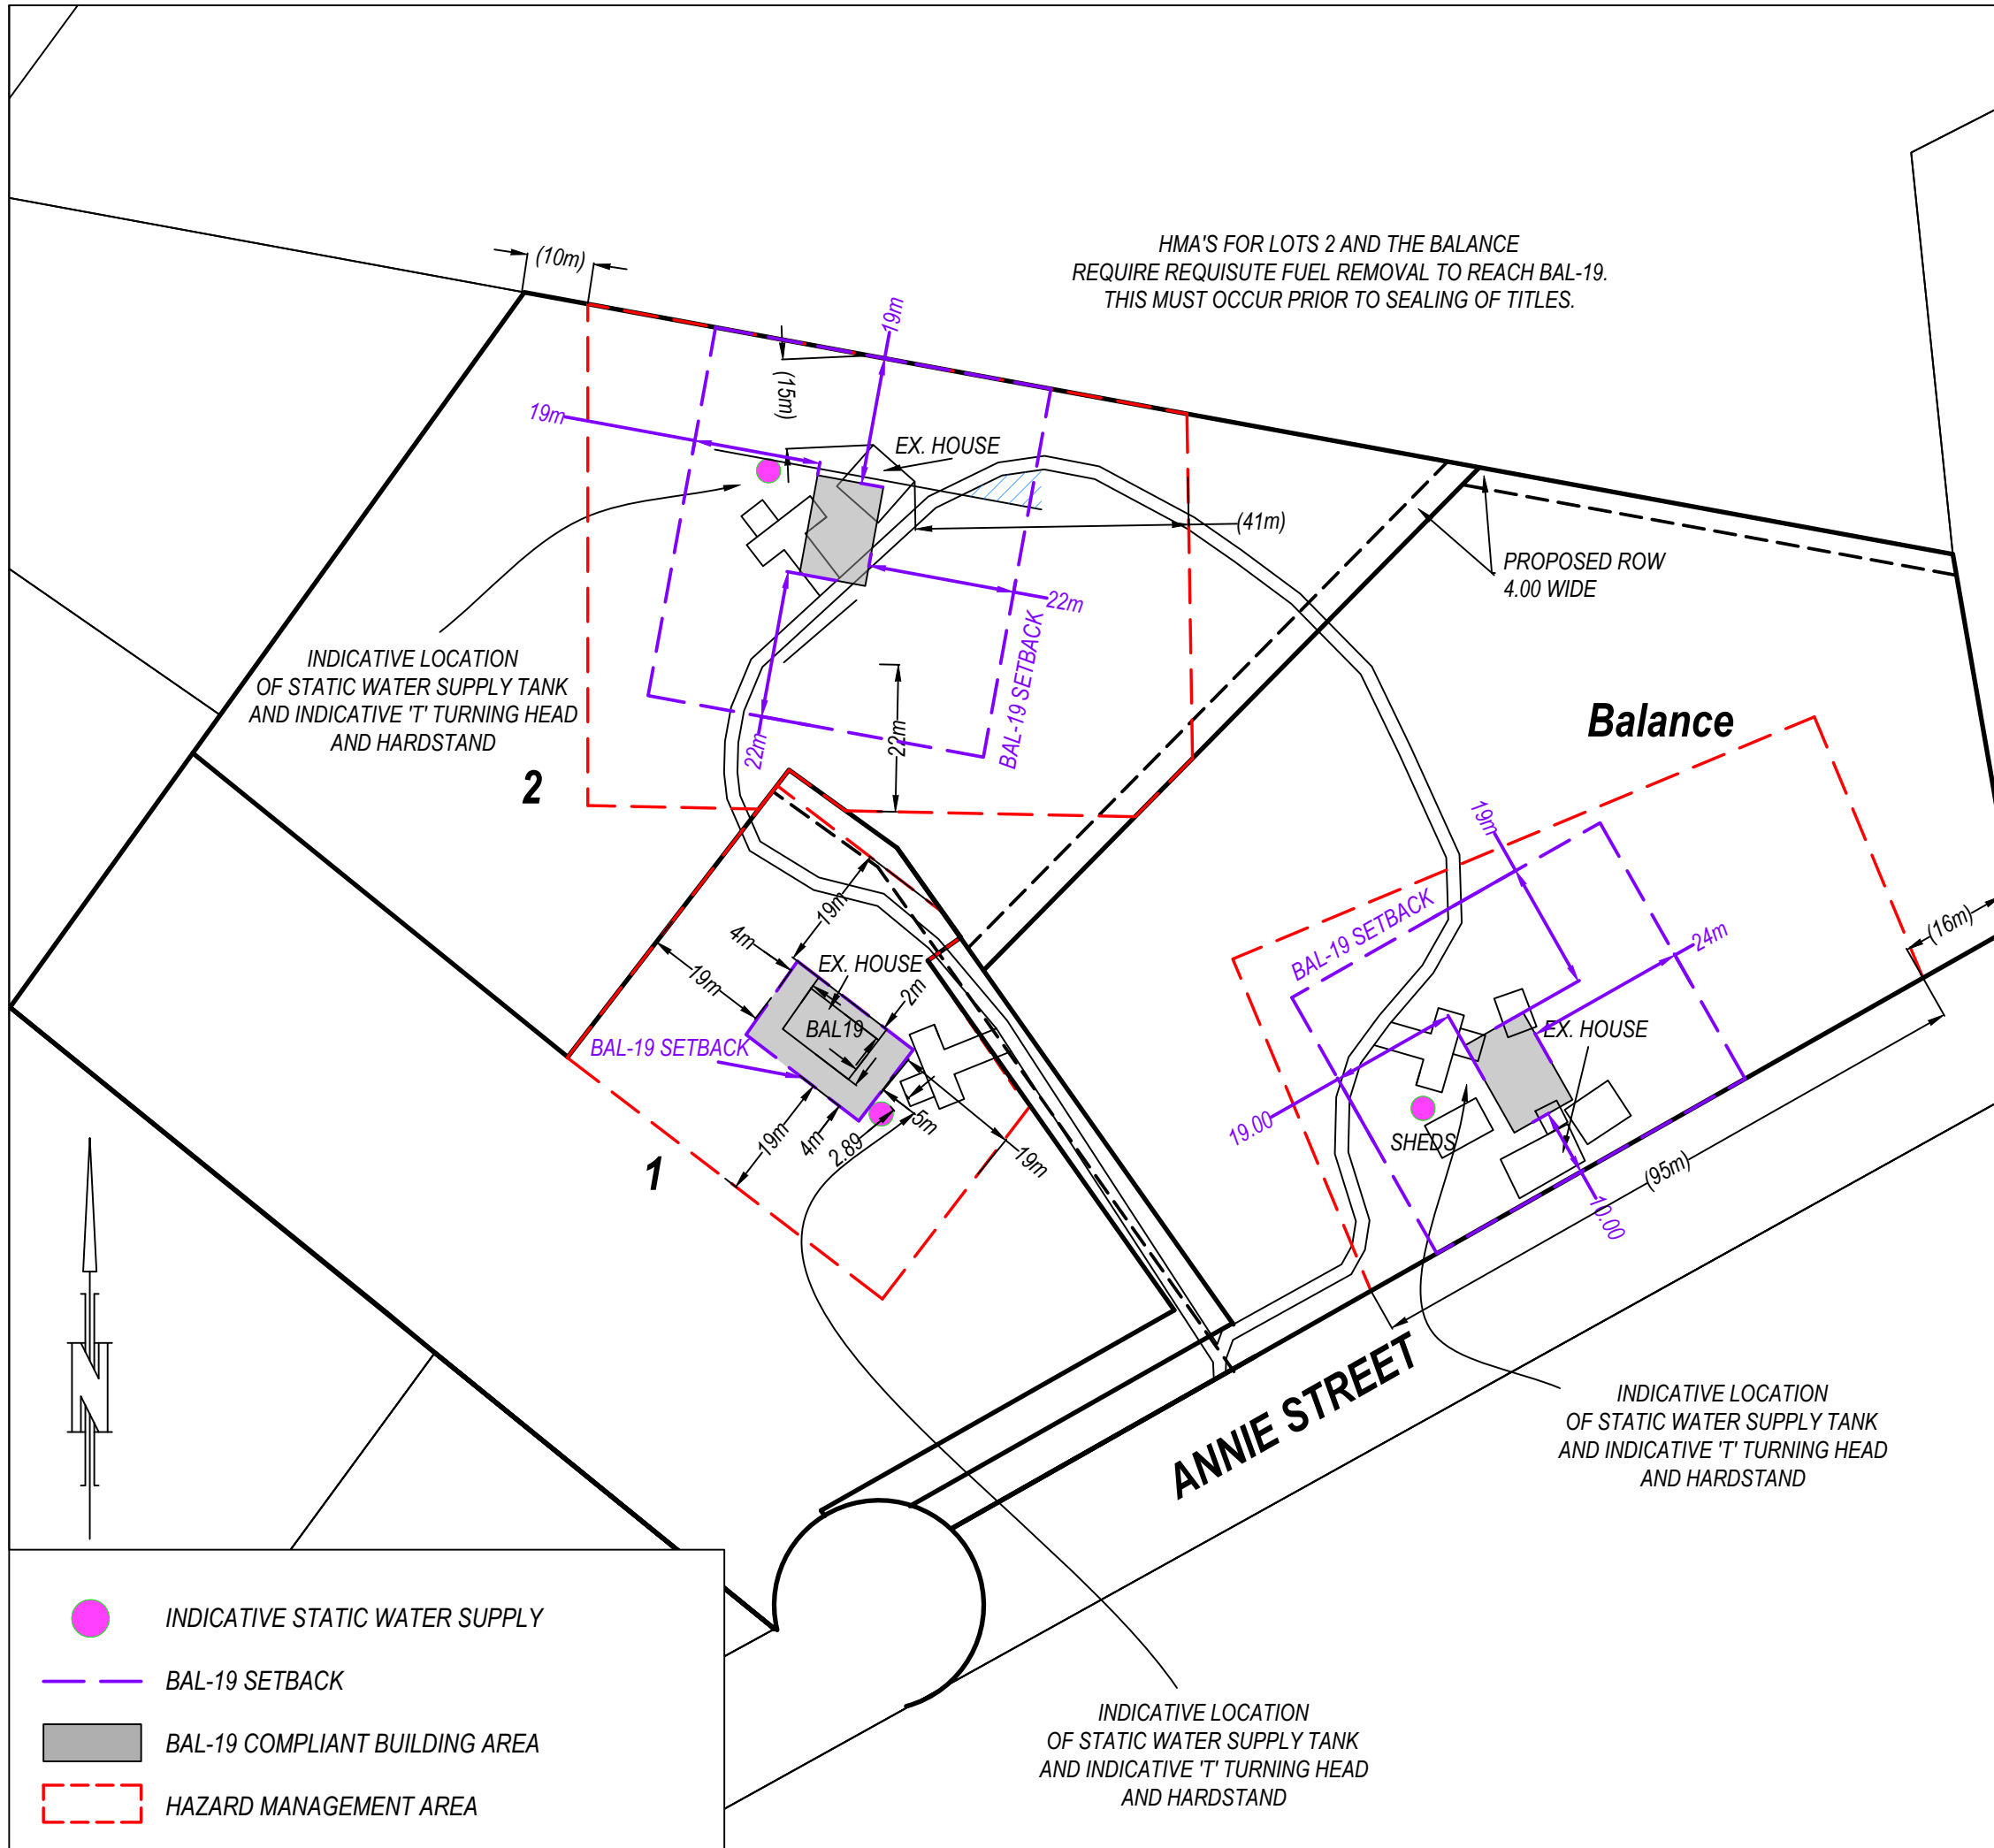 HMA'S FOR LOTS 2 AND THE BALANCE
REQUIRE REQUISUTE FUEL REMOVAL TO REACH BAL-19.
THIS MUST OCCUR PRIOR TO SEALING OF TITLES.
(10m)
19m
(15m)
19m
EX. HOUSE
(41m)
PROPOSED ROW
4.00 WIDE
22m
BAL-19 SETBACK
INDICATIVE LOCATION
OF STATIC WATER SUPPLY TANK
AND INDICATIVE 'T' TURNING HEAD
AND HARDSTAND
22m
22m
2
Balance
19m
BAL-19 SETBACK
24m
(16m)
19m
4m
EX. HOUSE
19m
2m
BAL19
BAL-19 SETBACK
EX. HOUSE
19.00
SHEDS
19m
4m
2.89
5m
19m
1
(95m)
10.00
ANNIE STREET
INDICATIVE LOCATION
OF STATIC WATER SUPPLY TANK
AND INDICATIVE 'T' TURNING HEAD
AND HARDSTAND
N
INDICATIVE STATIC WATER SUPPLY
BAL-19 SETBACK
BAL-19 COMPLIANT BUILDING AREA
HAZARD MANAGEMENT AREA
INDICATIVE LOCATION
OF STATIC WATER SUPPLY TANK
AND INDICATIVE 'T' TURNING HEAD
AND HARDSTAND